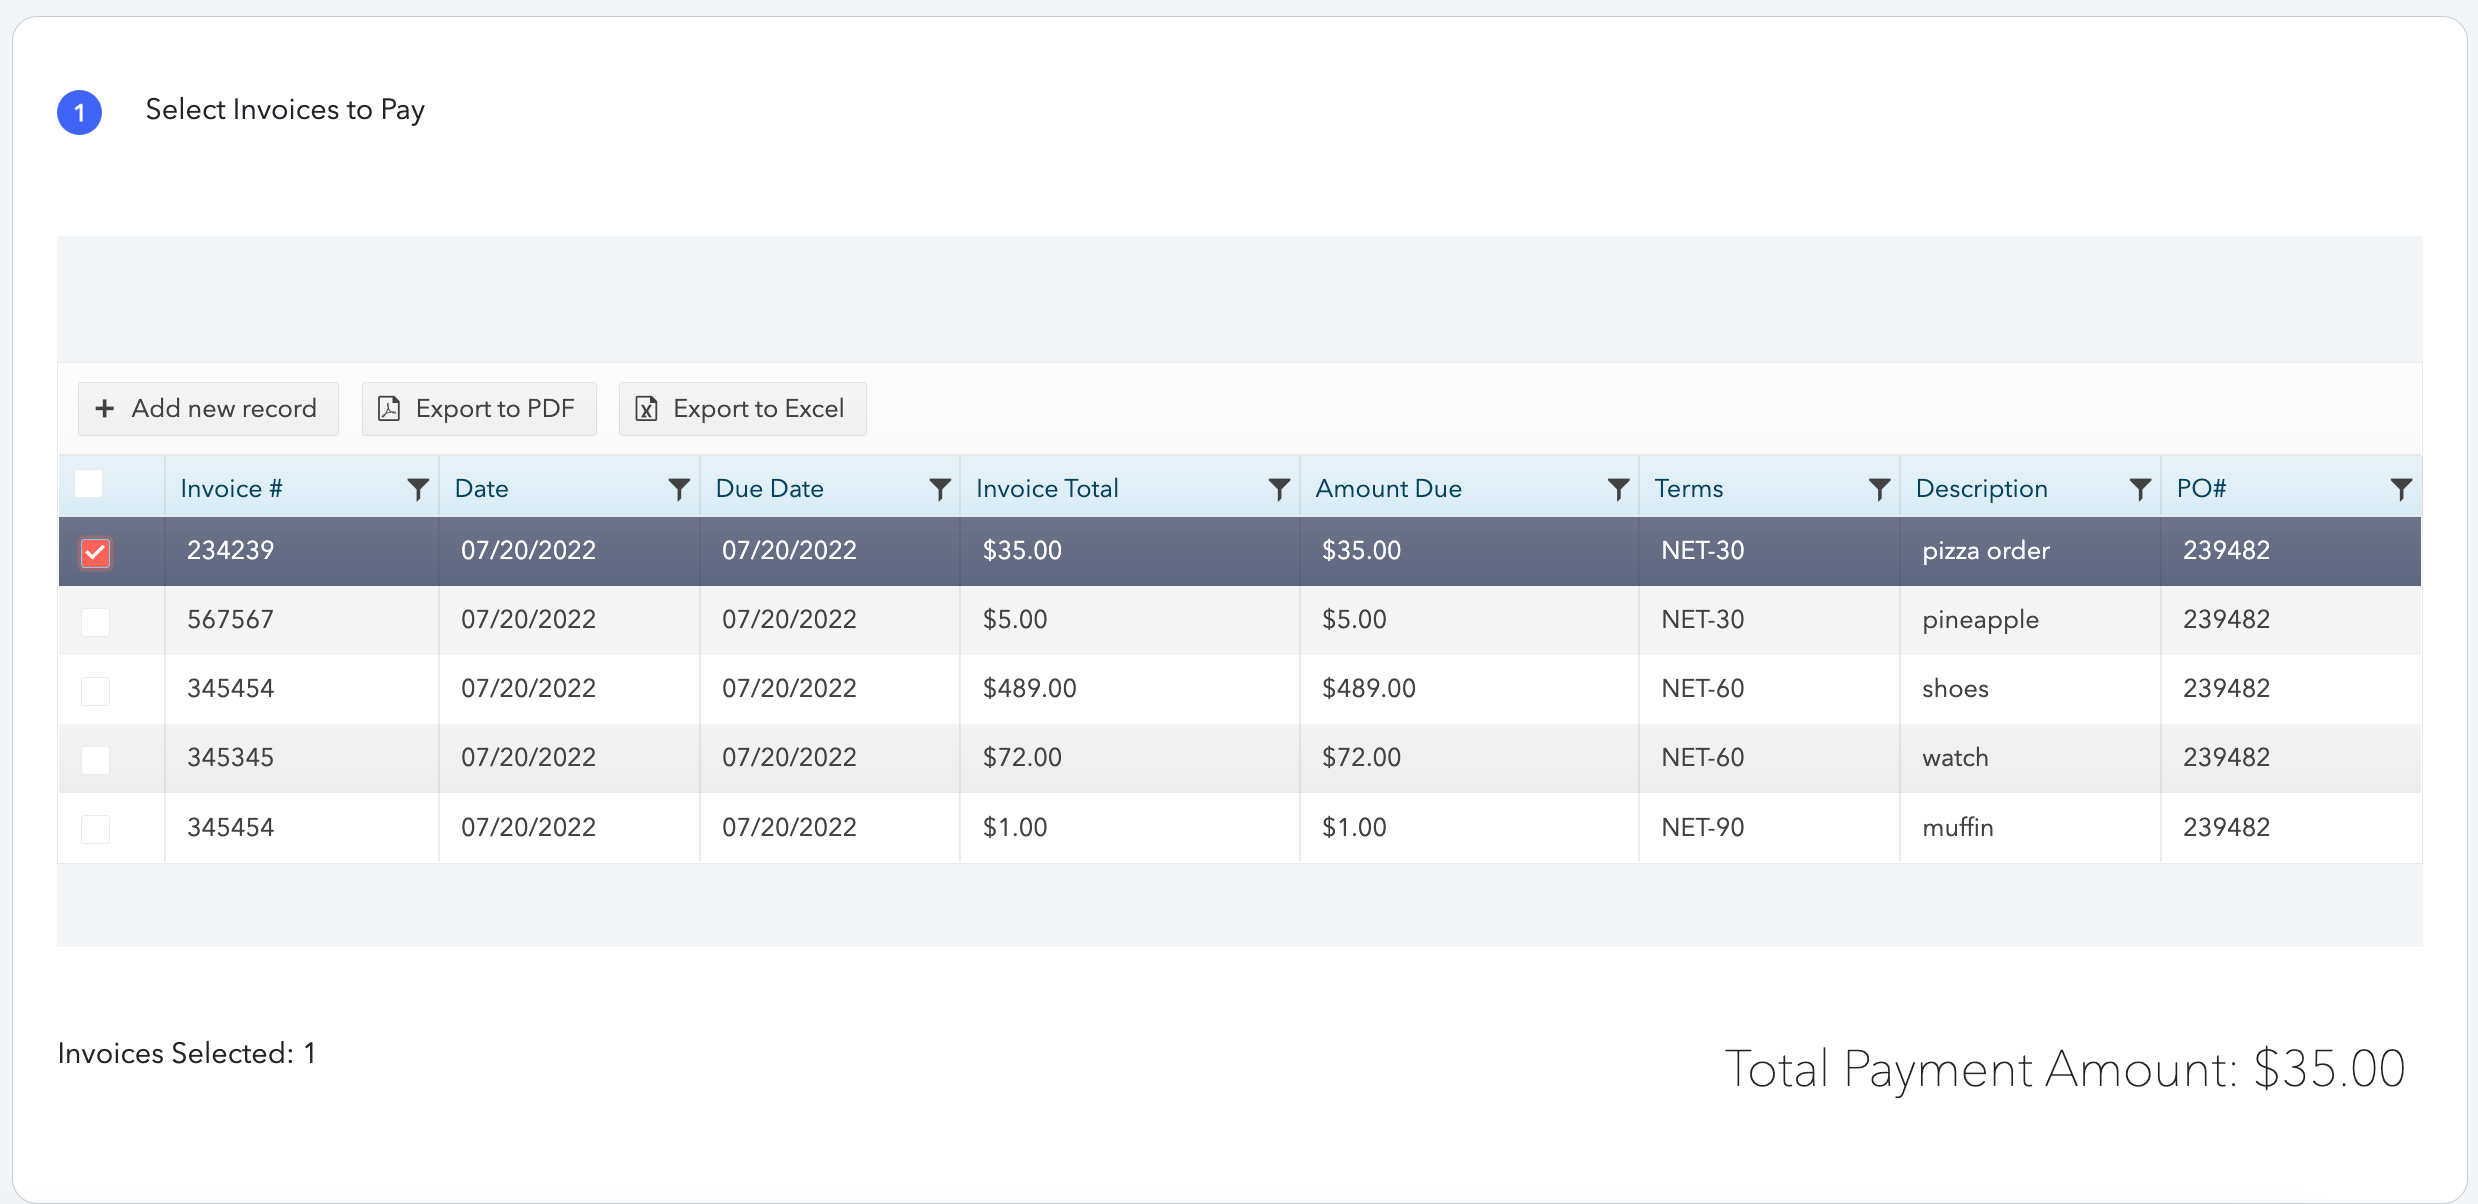 1 Select Invoices to Pay
Add new record Export to PDF Export to Excel
Invoice # Date Due Date Invoice Total Amount Due Terms Description PO#
234239 07/20/2022 07/20/2022 $35.00 $35.00 NET-30 pizza order 239482
567567 07/20/2022 07/20/2022 $5.00 $5.00 NET-30 pineapple 239482
345454 07/20/2022 07/20/2022 $489.00 $489.00 NET-60 shoes 239482
345345 07/20/2022 07/20/2022 $72.00 $72.00 NET-60 watch 239482
345454 07/20/2022 07/20/2022 $1.00 $1.00 NET-90 muffin 239482
Invoices Selected: 1
Total Payment Amount: $35.00